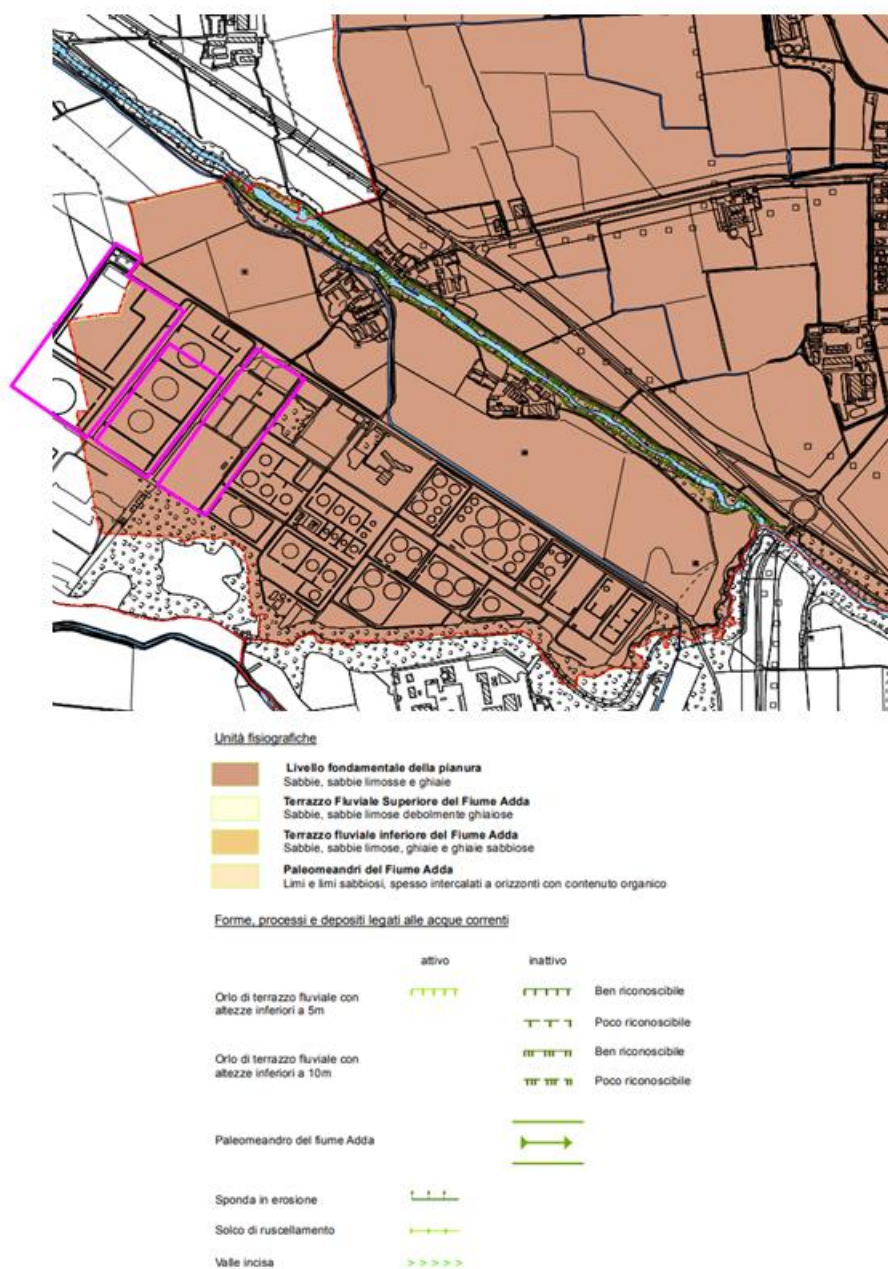 Unità fisiografiche
Livello fondamentale della pianura
Sabbie, sabbie limosse e ghiaie
Terrazzo Fluviale Superiore del Fiume Adda
Sabbie, sabbie limose debolmente ghiaiose
Terrazzo fluviale inferiore del Fiume Adda
Sabbie, sabbie limose, ghiaie e ghiaie sabbiose
Paleomeandri del Fiume Adda
Limi e limi sabbiosi, spesso intercalati a orizzonti con contenuto organico
Forme, processi e depositi legati alle acque correnti
attivo
inattivo
Orlo di terrazzo fluviale con
altezze inferiori a 5m
Ben riconoscibile
Poco riconoscibile
Orlo di terrazzo fluviale con
altezze inferiori a 10m
Ben riconoscibile
Poco riconoscibile
Paleomeandro del fiume Adda
Sponda in erosione
Solco di ruscellamento
Valle incisa